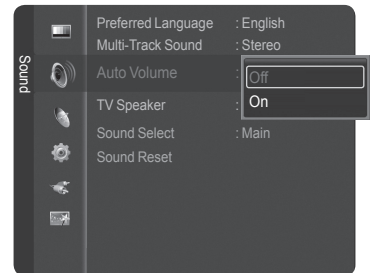 Sound
Preferred Language : English
Multi-Track Sound : Stereo
Auto Volume :
Off
On
TV Speaker :
Sound Select : Main
Sound Reset